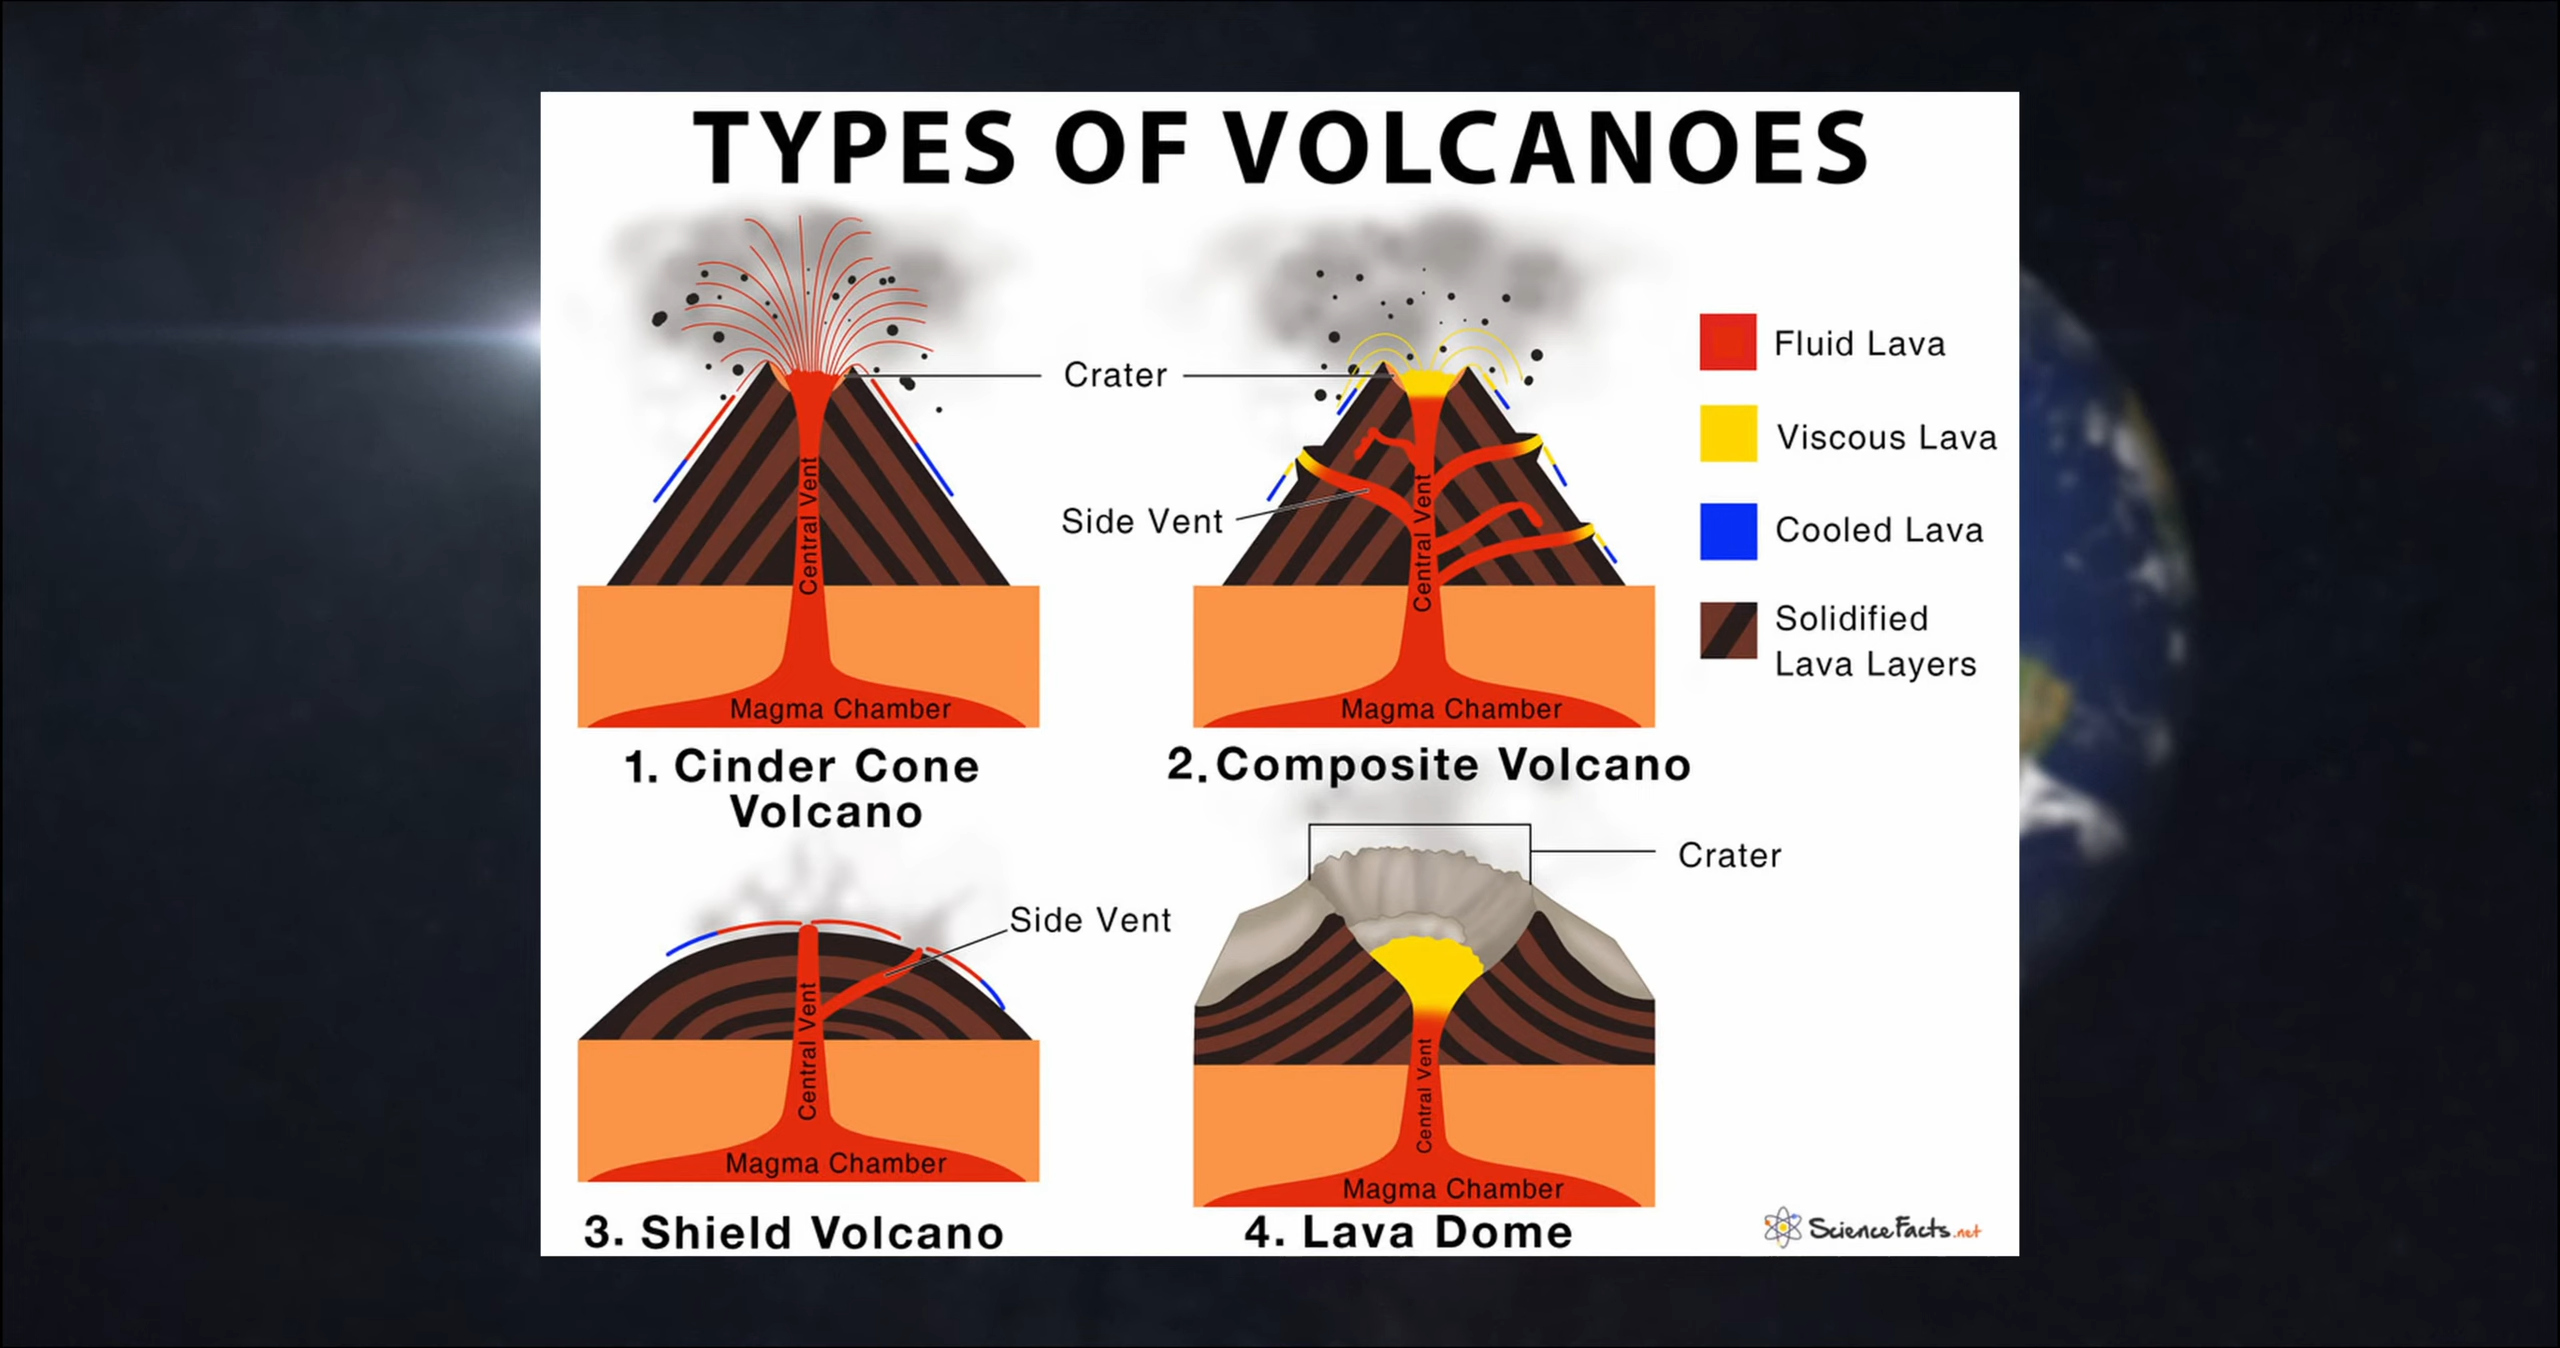 TYPES OF VOLCANOES
Crater
Side Vent
Central Vent
Magma Chamber
1. Cinder Cone
Volcano
Central Vent
Magma Chamber
2. Composite Volcano
Fluid Lava
Viscous Lava
Cooled Lava
Solidified
Lava Layers
Side Vent
Central Vent
Magma Chamber
3. Shield Volcano
Crater
Central Vent
Magma Chamber
4. Lava Dome
ScienceFacts.net